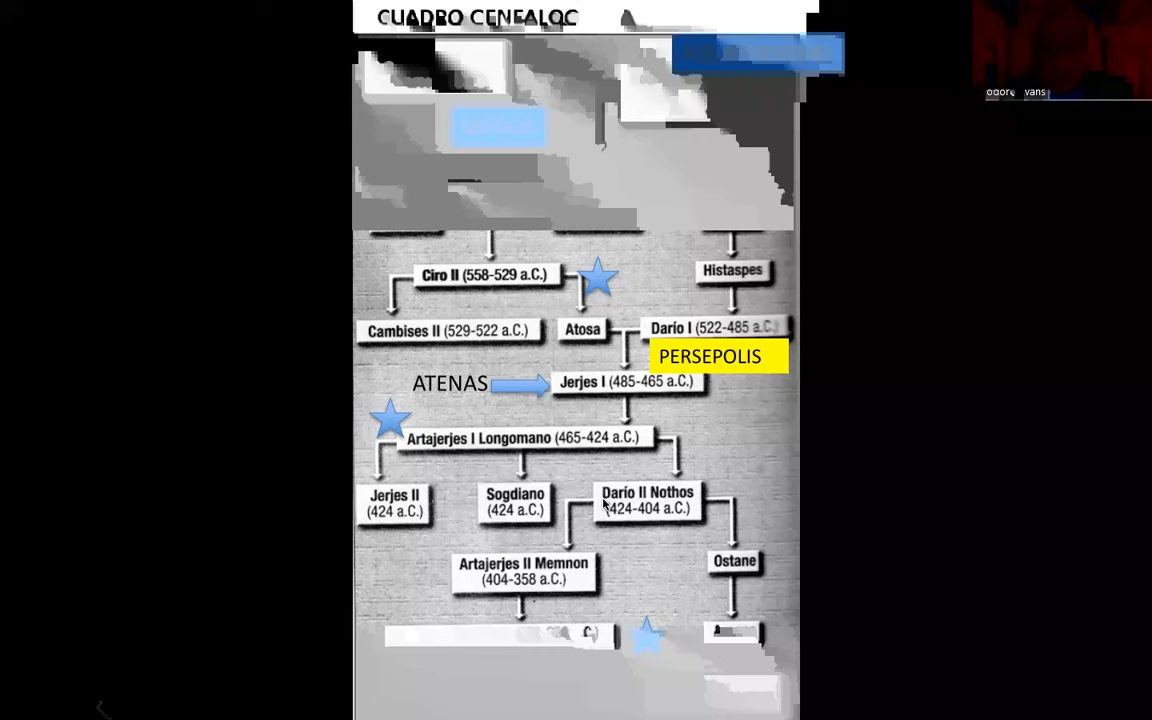 CUADRO
Ciro II (558-529 a.C.)
Histaspes
Cambises II (529-522 a.C.)
Atosa
Darío I (522-485 a.C.)
PERSEPOLIS
ATENAS
Jerjes I (485-465 a.C.)
Artajerjes I Longomano (465-424 a.C.)
Jerjes II
(424 a.C.)
Sogdiano
(424 a.C.)
Darío II Nothos
(424-404 a.C.)
Artajerjes II Memnon
(404-358 a.C.)
Ostane